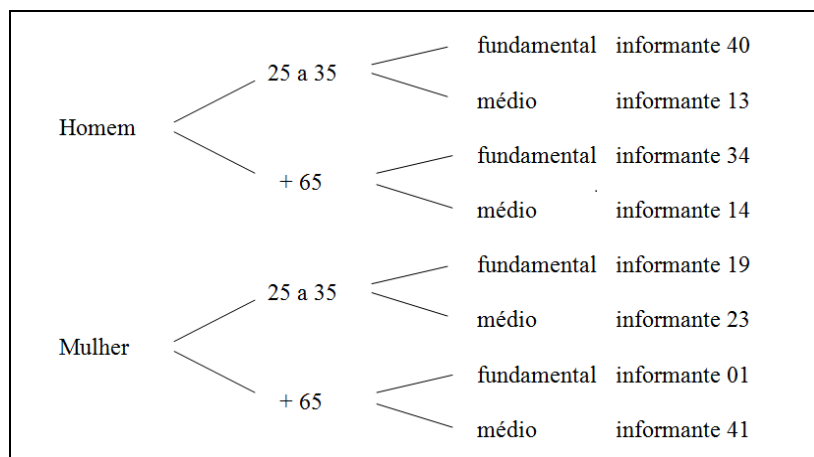 fundamental informante 40
25 a 35
médio informante 13
Homem
fundamental informante 34
+ 65
médio informante 14
fundamental informante 19
25 a 35
médio informante 23
Mulher
fundamental informante 01
+ 65
médio informante 41